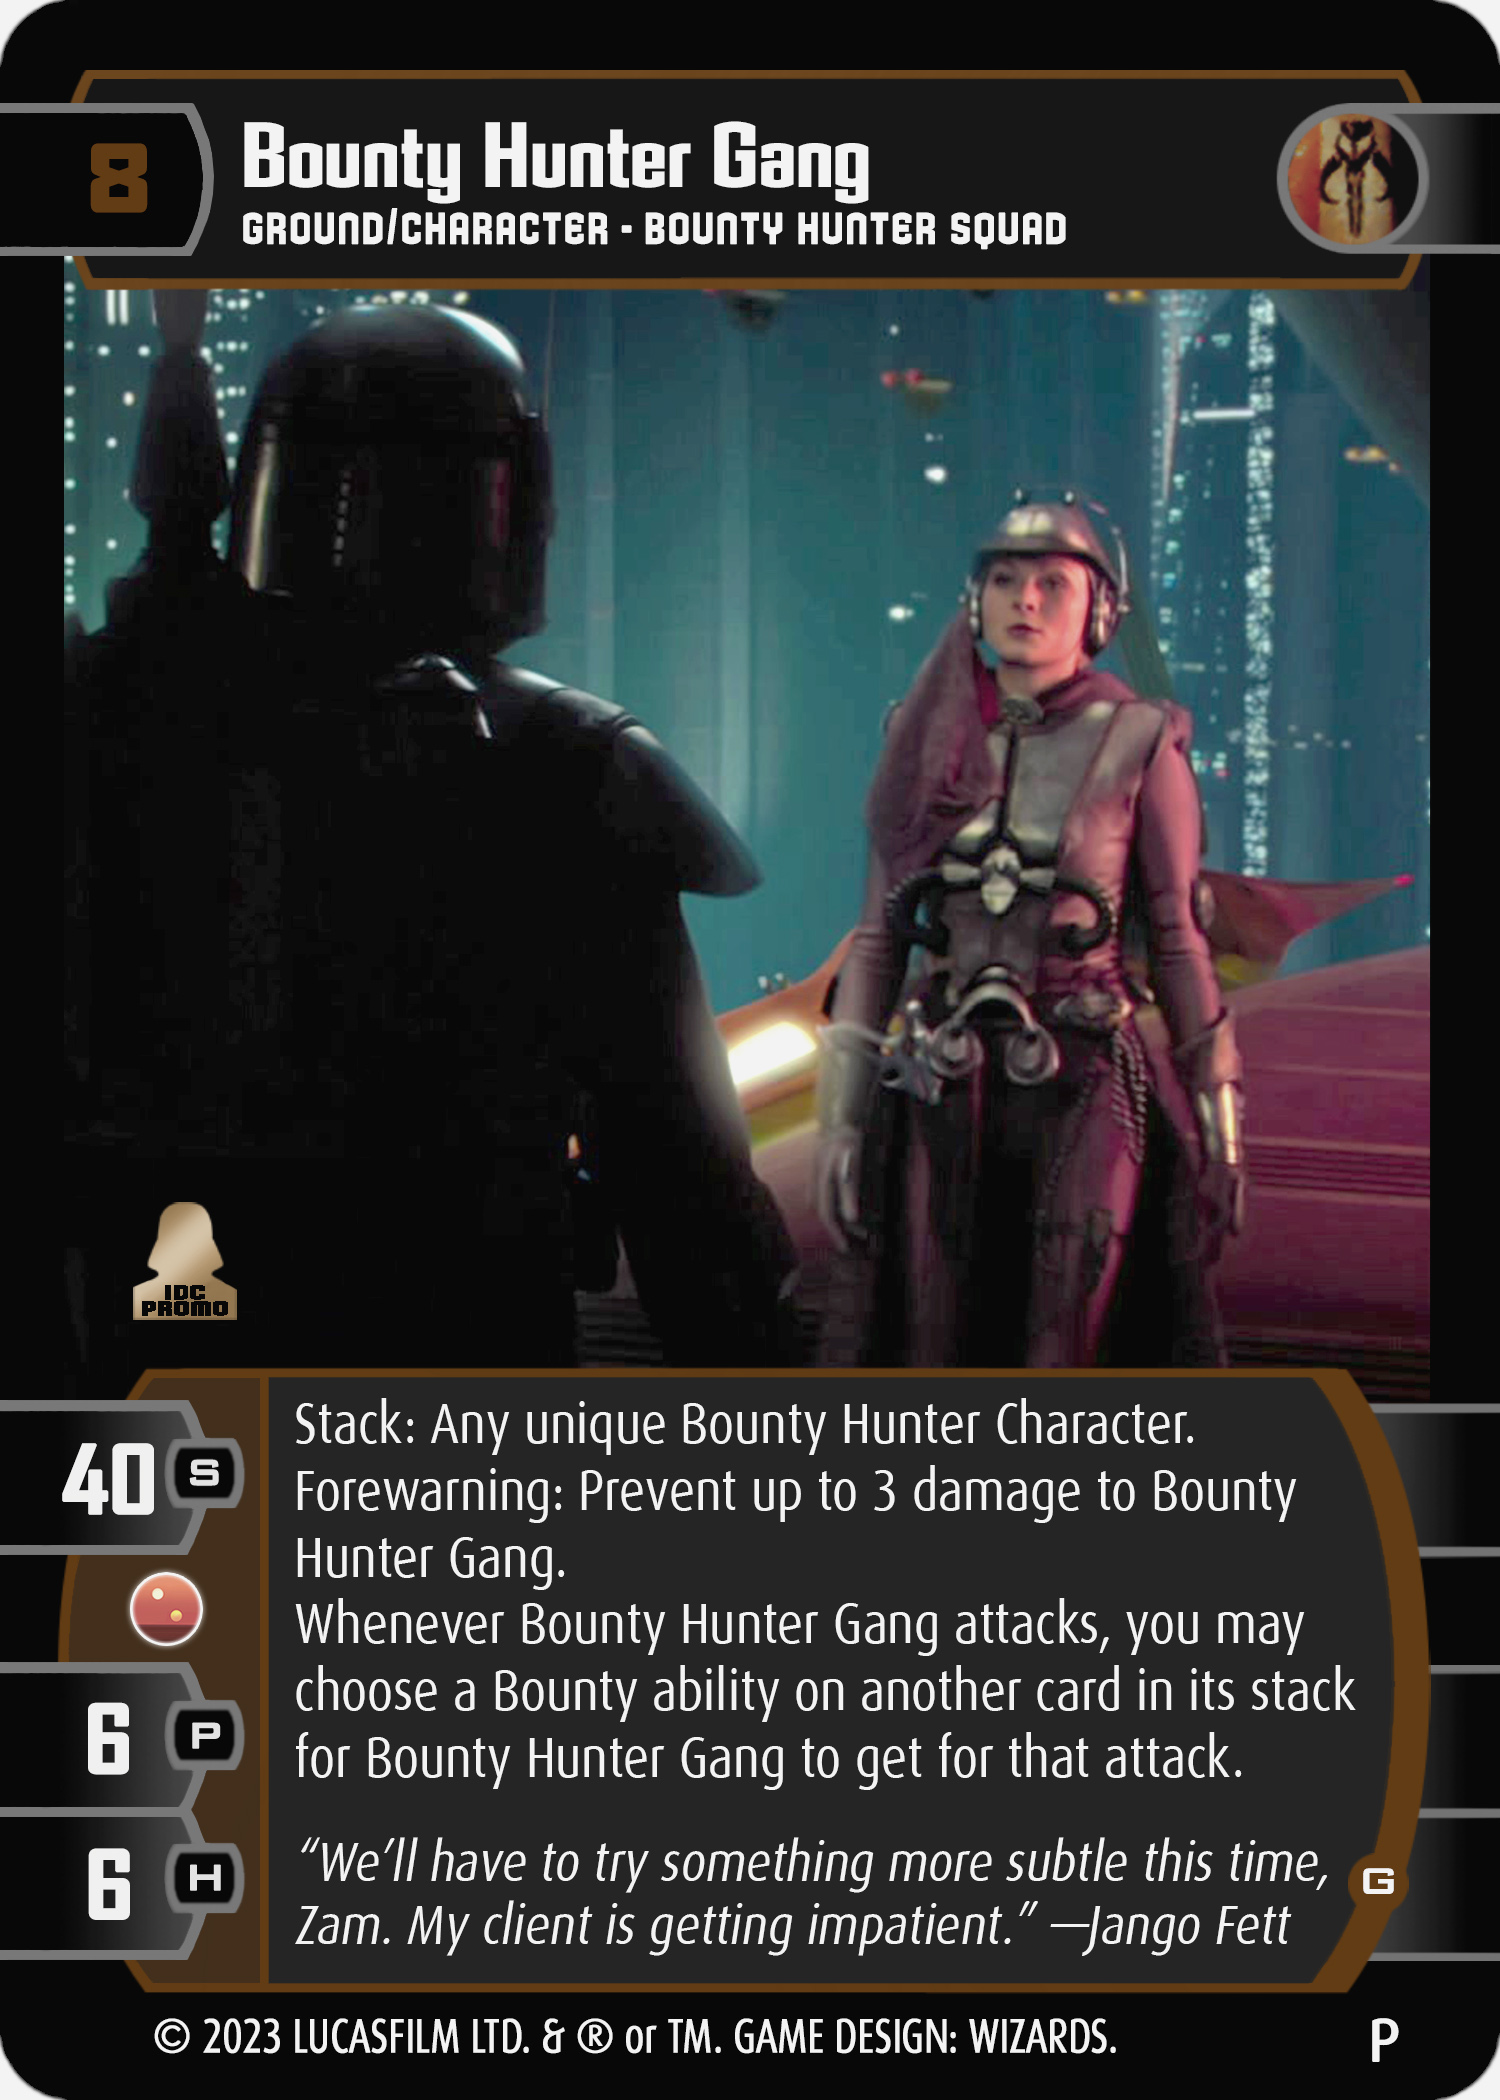 8
Bounty Hunter Gang
GROUND/CHARACTER - BOUNTY HUNTER SQUAD
IDC
PROMO
40 S
6 P
6 H
Stack: Any unique Bounty Hunter Character.
Forewarning: Prevent up to 3 damage to Bounty
Hunter Gang.
Whenever Bounty Hunter Gang attacks, you may
choose a Bounty ability on another card in its stack
for Bounty Hunter Gang to get for that attack.
“We’ll have to try something more subtle this time,
Zam. My client is getting impatient.” —Jango Fett
G
© 2023 LUCASFILM LTD. & ® or TM. GAME DESIGN: WIZARDS.
P